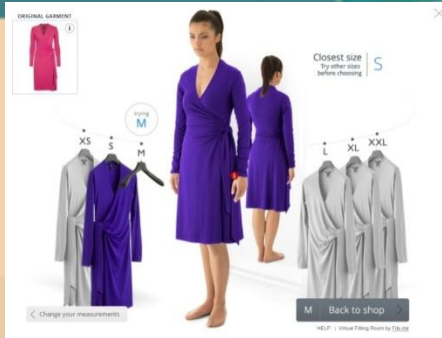 ORIGINAL GARMENT
i
Closest size
Try other sizes
before choosing
S
trying
M
XS
S
M
L
XL
XXL
Change your measurements
M Back to shop
HELP | Virtual Fitting Room by Fits.me